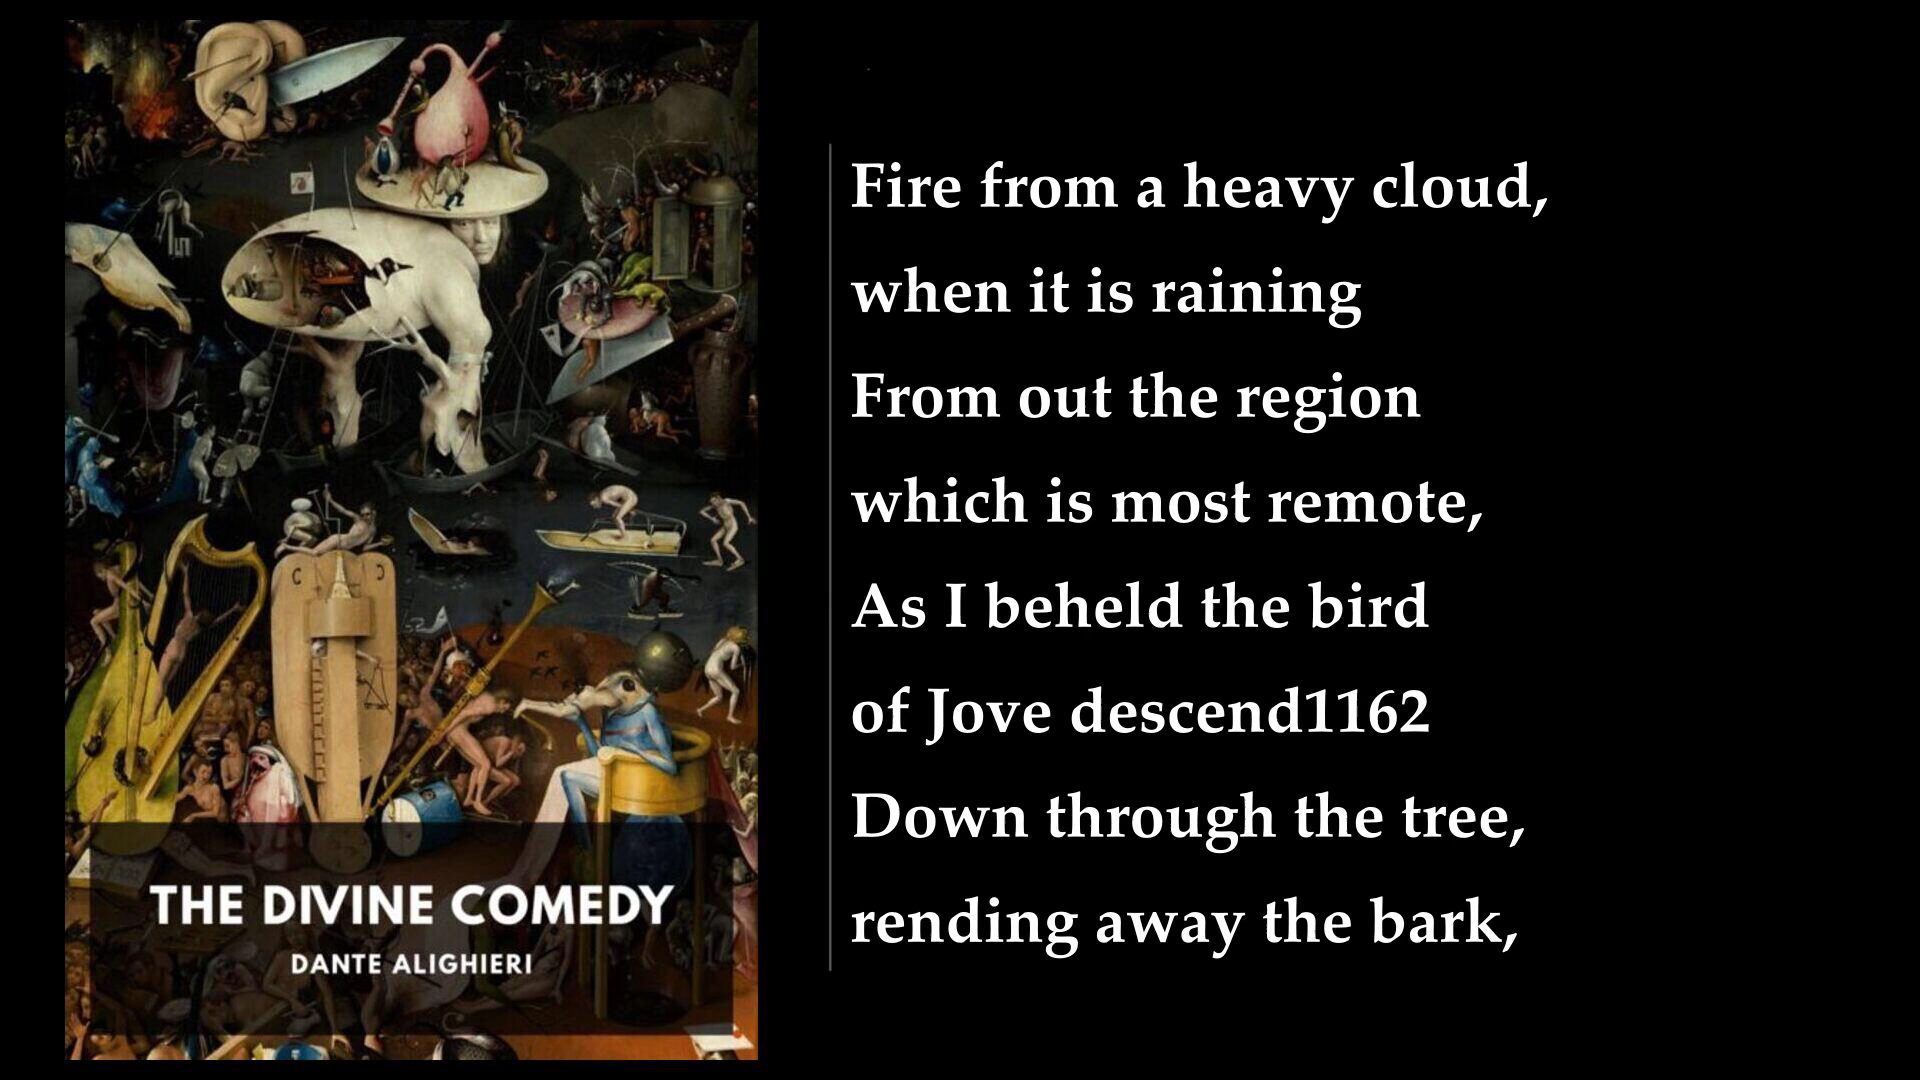 THE DIVINE COMEDY
DANTE ALIGHIERI
Fire from a heavy cloud,
when it is raining
From out the region
which is most remote,
As I beheld the bird
of Jove descend1162
Down through the tree,
rending away the bark,